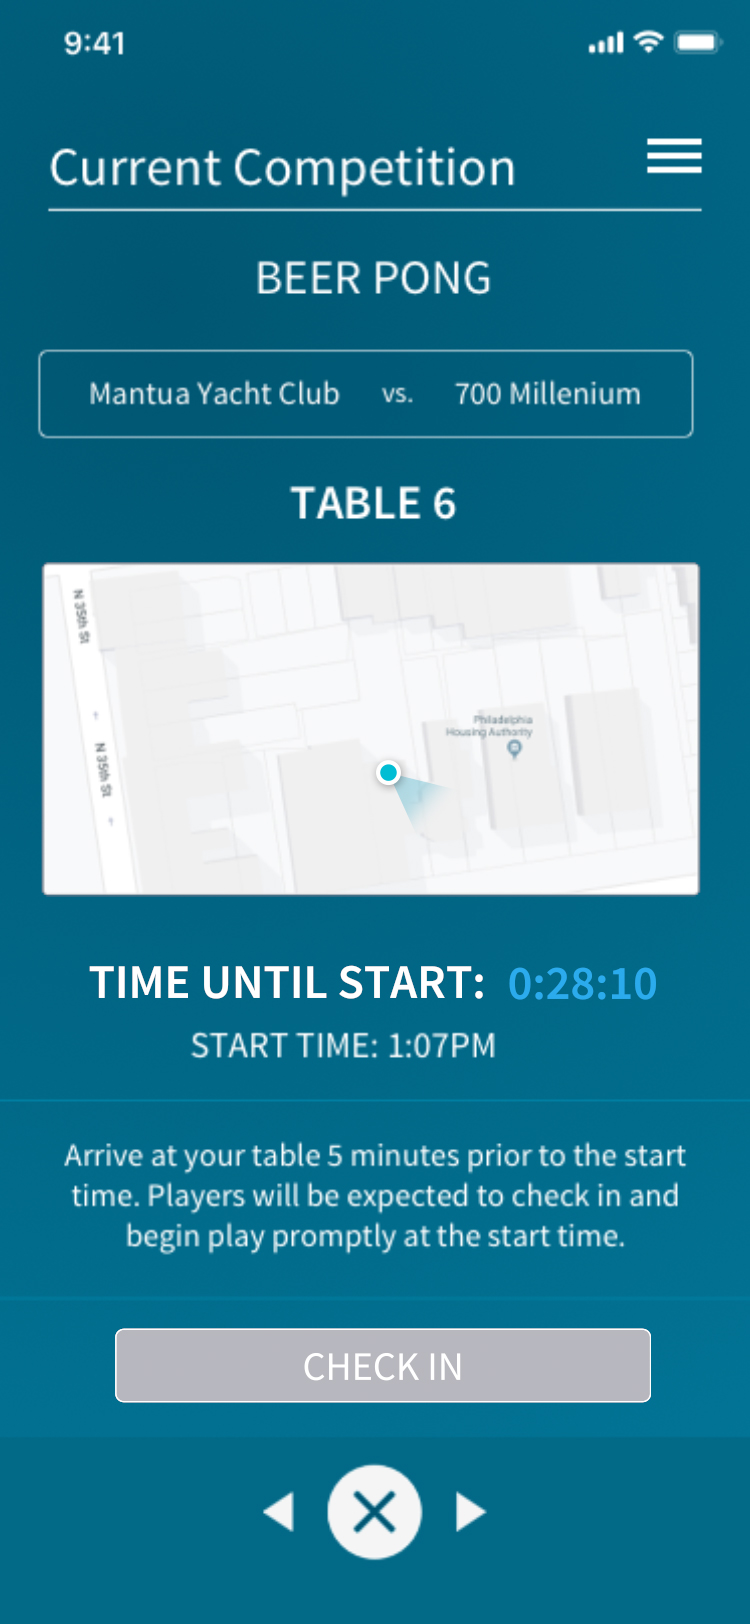 9:41
Current Competition
BEER PONG
Mantua Yacht Club vs. 700 Millenium
TABLE 6
N 35th St
Philadelphia
Housing Authority
N 35th St
TIME UNTIL START: 0:28:10
START TIME: 1:07PM
Arrive at your table 5 minutes prior to the start
time. Players will be expected to check in and
begin play promptly at the start time.
CHECK IN